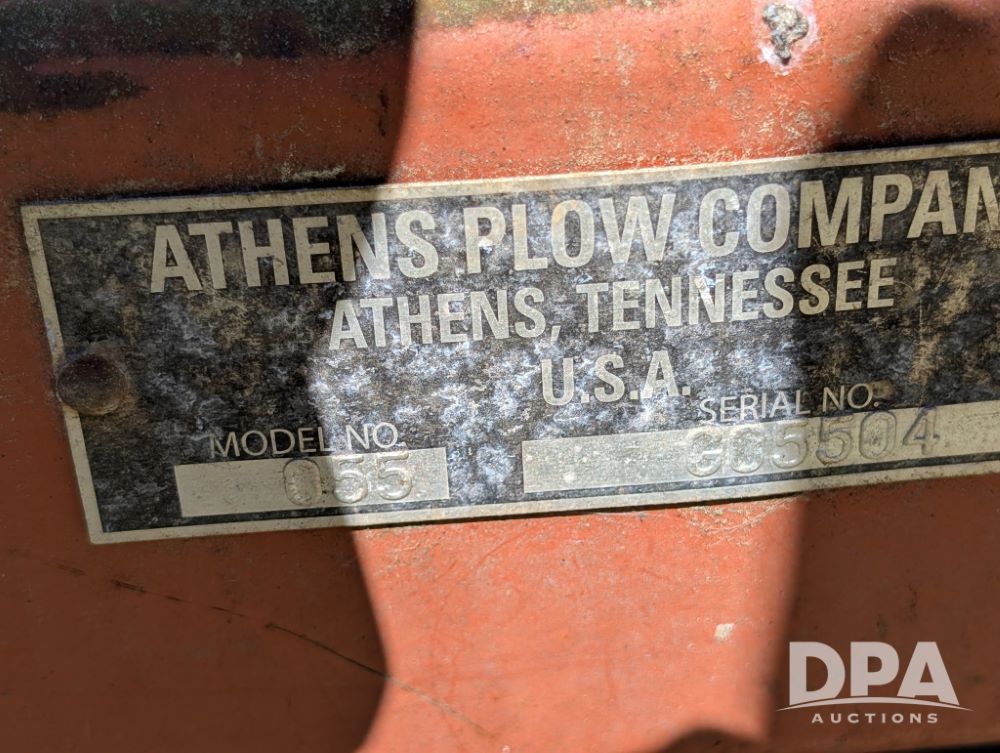 ATHENS PLOW COMPAN
ATHENS, TENNESSEE
U.S.A.
MODEL NO. SERIAL NO.
055
DPA
AUCTIONS